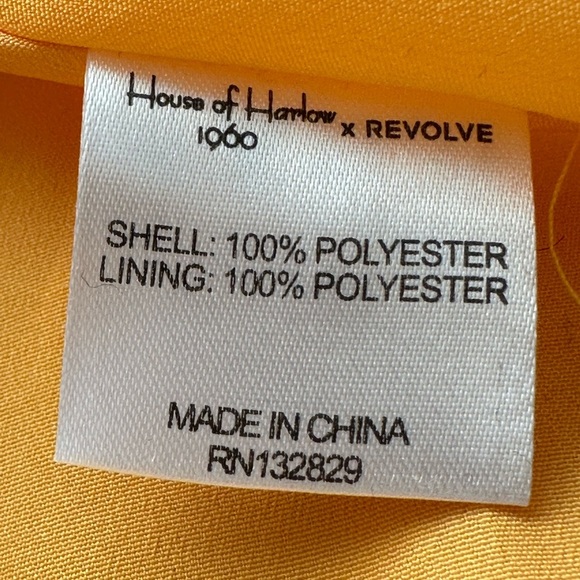 House of Harlow
1960 x REVOLVE
SHELL: 100% POLYESTER
LINING: 100% POLYESTER
MADE IN CHINA
RN132829